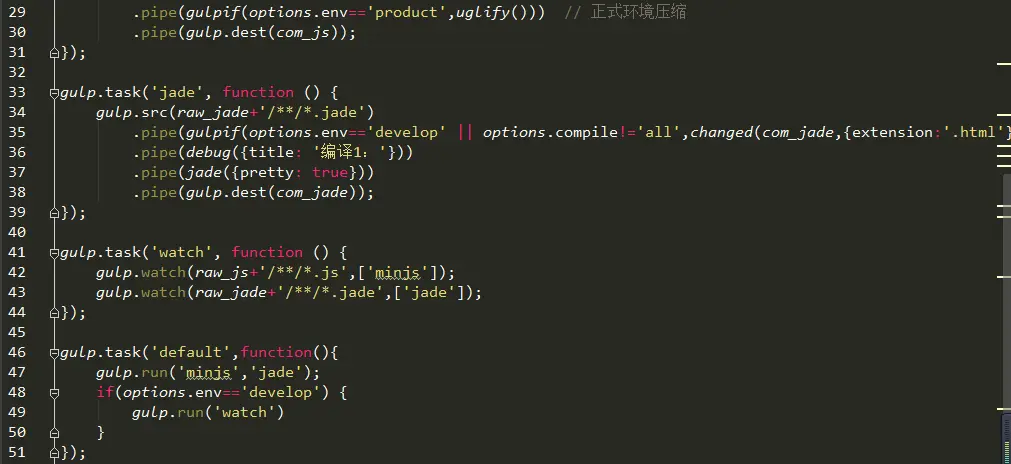 29 .pipe(gulpif(options.env=='product',uglify())) // 正式环境压缩
30 .pipe(gulp.dest(com_js));
31 });
32
33 gulp.task('jade', function () {
34 gulp.src(raw_jade+'/**/*.jade')
35 .pipe(gulpif(options.env=='develop' || options.compile!='all',changed(com_jade,{extension:'.html'}
36 .pipe(debug({title: '编译1: '}))
37 .pipe(jade({pretty: true}))
38 .pipe(gulp.dest(com_jade));
39 });
40
41 gulp.task('watch', function () {
42 gulp.watch(raw_js+'/**/*.js',['minjs']);
43 gulp.watch(raw_jade+'/**/*.jade',['jade']);
44 });
45
46 gulp.task('default',function(){
47 gulp.run('minjs','jade');
48 if(options.env=='develop') {
49 gulp.run('watch')
50 }
51 });